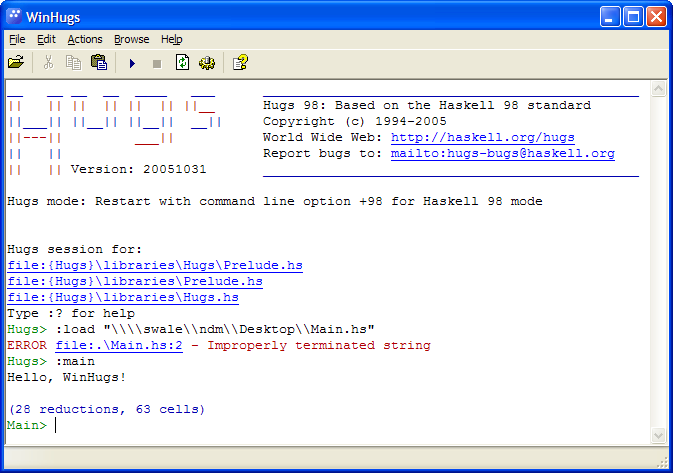 WinHugs
File Edit Actions Browse Help
__   __ __  __  ____   ___
||   || ||  || ||  || ||__
||___|| ||__|| ||__||  __||
||---||         ___||
||   ||
||   || Version: 20051031
Hugs 98: Based on the Haskell 98 standard
Copyright (c) 1994-2005
World Wide Web: http://haskell.org/hugs
Report bugs to: mailto:hugs-bugs@haskell.org
Hugs mode: Restart with command line option +98 for Haskell 98 mode
Hugs session for:
file:{Hugs}\libraries\Hugs\Prelude.hs
file:{Hugs}\libraries\Prelude.hs
file:{Hugs}\libraries\Hugs.hs
Type :? for help
Hugs> :load "\\\\swale\\ndm\\Desktop\\Main.hs"
ERROR file:.\Main.hs:2 - Improperly terminated string
Hugs> :main
Hello, WinHugs!
(28 reductions, 63 cells)
Main>